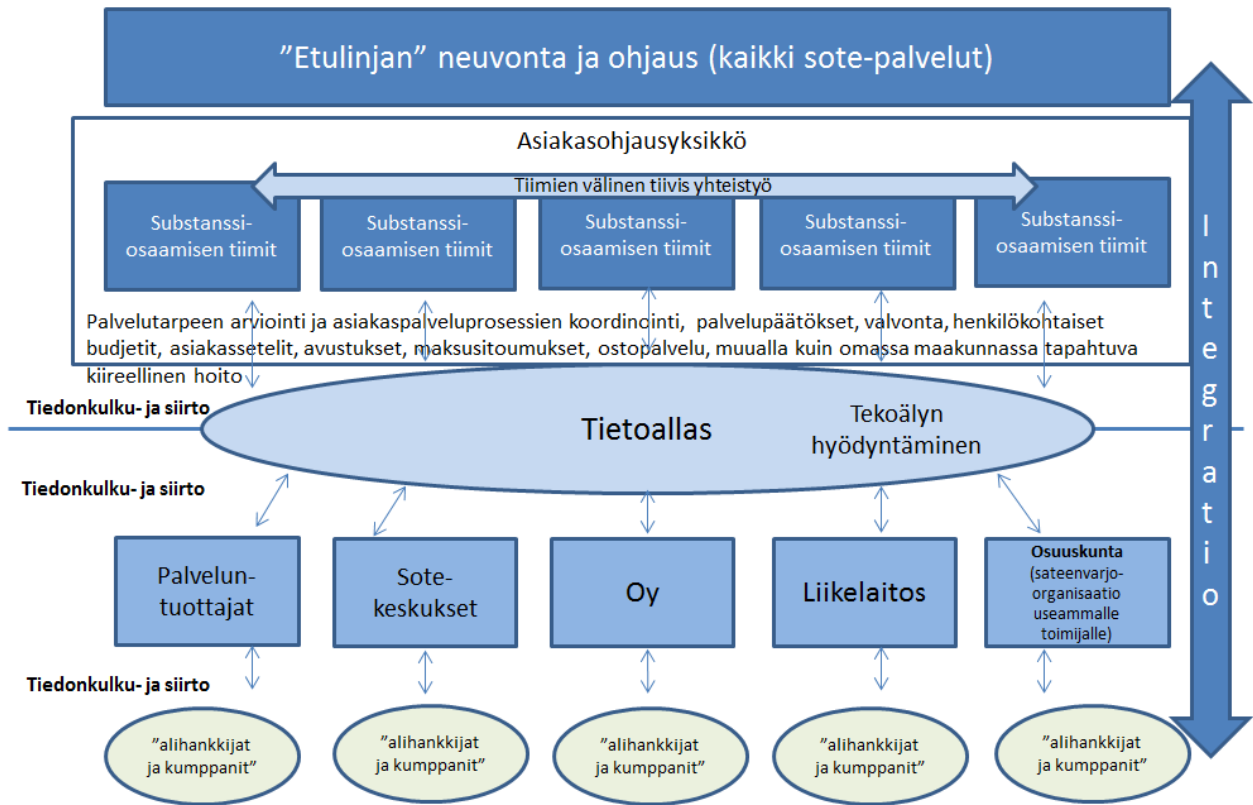 ”Etulinjan” neuvonta ja ohjaus (kaikki sote-palvelut)
Asiakasohjausyksikkö
Tiimien välinen tiivis yhteistyö
Substanssi-
osaamisen tiimit
Substanssi-
osaamisen tiimit
Substanssi-
osaamisen tiimit
Substanssi-
osaamisen tiimit
Substanssi-
osaamisen tiimit
Palvelutarpeen arviointi ja asiakaspalveluprosessien koordinointi, palvelupäätökset, valvonta, henkilökohtaiset
budjetit, asiakassetelit, avustukset, maksusitoumukset, ostopalvelu, muualla kuin omassa maakunnassa tapahtuva
kiireellinen hoito
Tiedonkulku- ja siirto
Tietoallas
Tekoälyn
hyödyntäminen
Tiedonkulku- ja siirto
Palvelun-
tuottajat
Sote-
keskukset
Oy
Liikelaitos
Osuuskunta
(sateenvarjo-
organisaatio
useammalle
toimijalle)
Tiedonkulku- ja siirto
”alihankkijat
ja kumppanit”
”alihankkijat
ja kumppanit”
”alihankkijat
ja kumppanit”
”alihankkijat
ja kumppanit”
”alihankkijat
ja kumppanit”
Integratio